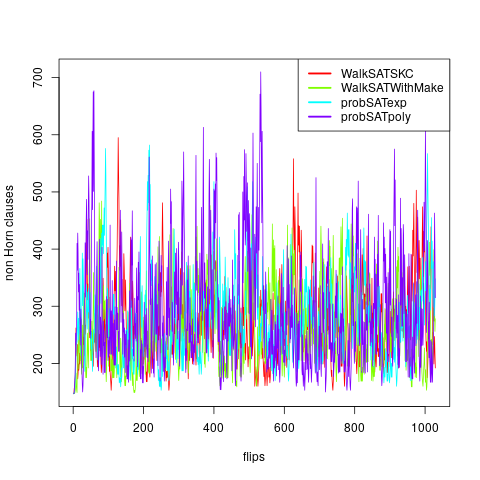 WalkSATSKC
WalkSATWithMake
probSATexp
probSATpoly
non Horn clauses
700
600
500
400
300
200
0 200 400 600 800 1000
flips